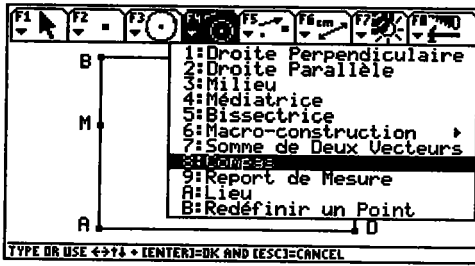 F1 F2 F3 F5 F6 cm F7 F8
B
1:Droite Perpendiculaire
2:Droite Parallèle
3:Milieu
M
4:Médiatrice
5:Bissectrice
6:Macro-construction
7:Somme de Deux Vecteurs
8:Compas
9:Report de Mesure
A:Lieu
B:Redéfinir un Point
A D
TYPE OR USE ←→↑↓ + [ENTER]=OK AND [ESC]=CANCEL